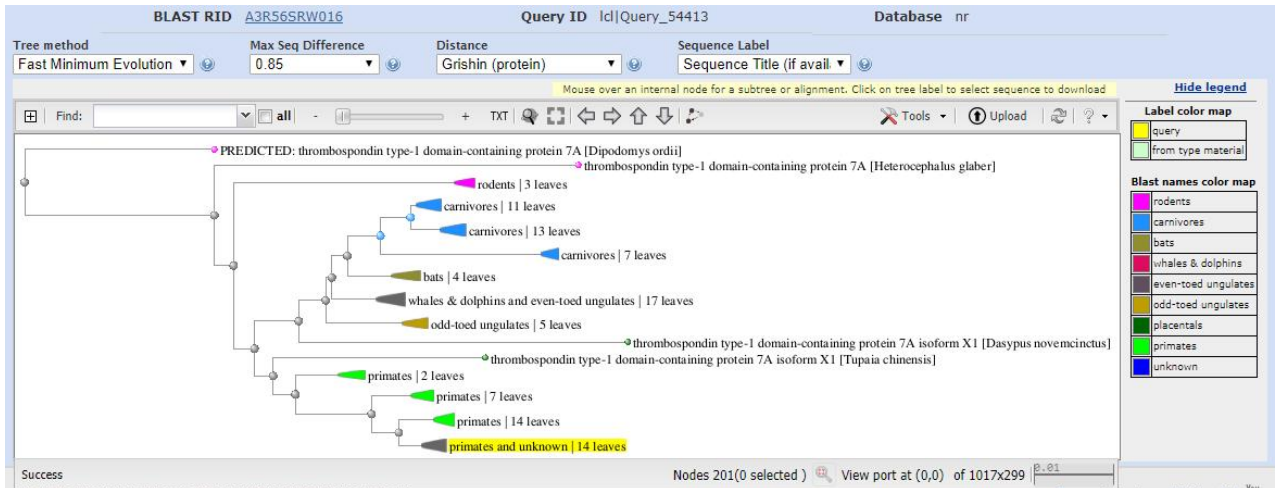 BLAST RID A3R56SRW016 Query ID lcl|Query_54413 Database nr
Tree method Max Seq Difference Distance Sequence Label
Fast Minimum Evolution 0.85 Grishin (protein) Sequence Title (if avail.
Mouse over an internal node for a subtree or alignment. Click on tree label to select sequence to download
Hide legend
Find: all - + TXT Tools Upload ?
Label color map
query
from type material
Blast names color map
rodents
carnivores
bats
whales & dolphins
even-toed ungulates
odd-toed ungulates
placentals
primates
unknown
PREDICTED: thrombospondin type-1 domain-containing protein 7A [Dipodomys ordii]
thrombospondin type-1 domain-containing protein 7A [Heterocephalus glaber]
rodents | 3 leaves
carnivores | 11 leaves
carnivores | 13 leaves
carnivores | 7 leaves
bats | 4 leaves
whales & dolphins and even-toed ungulates | 17 leaves
odd-toed ungulates | 5 leaves
thrombospondin type-1 domain-containing protein 7A isoform X1 [Dasypus novemcinctus]
thrombospondin type-1 domain-containing protein 7A isoform X1 [Tupaia chinensis]
primates | 2 leaves
primates | 7 leaves
primates | 14 leaves
primates and unknown | 14 leaves
Success Nodes 201(0 selected ) View port at (0,0) of 1017x299 0.01